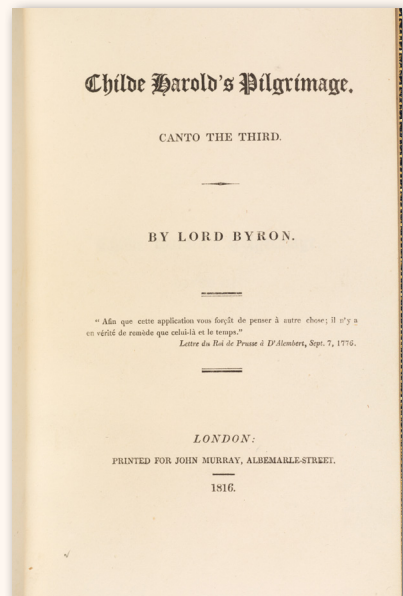 Childe Harold's Pilgrimage.
CANTO THE THIRD.
BY LORD BYRON.
“ Afin que cette application vous forçât de penser à autre chose; il n'y a
en vérité de remède que celui-là et le temps.”
Lettre du Roi de Prusse à D'Alembert, Sept. 7, 1776.
LONDON:
PRINTED FOR JOHN MURRAY, ALBEMARLE-STREET.
1816.